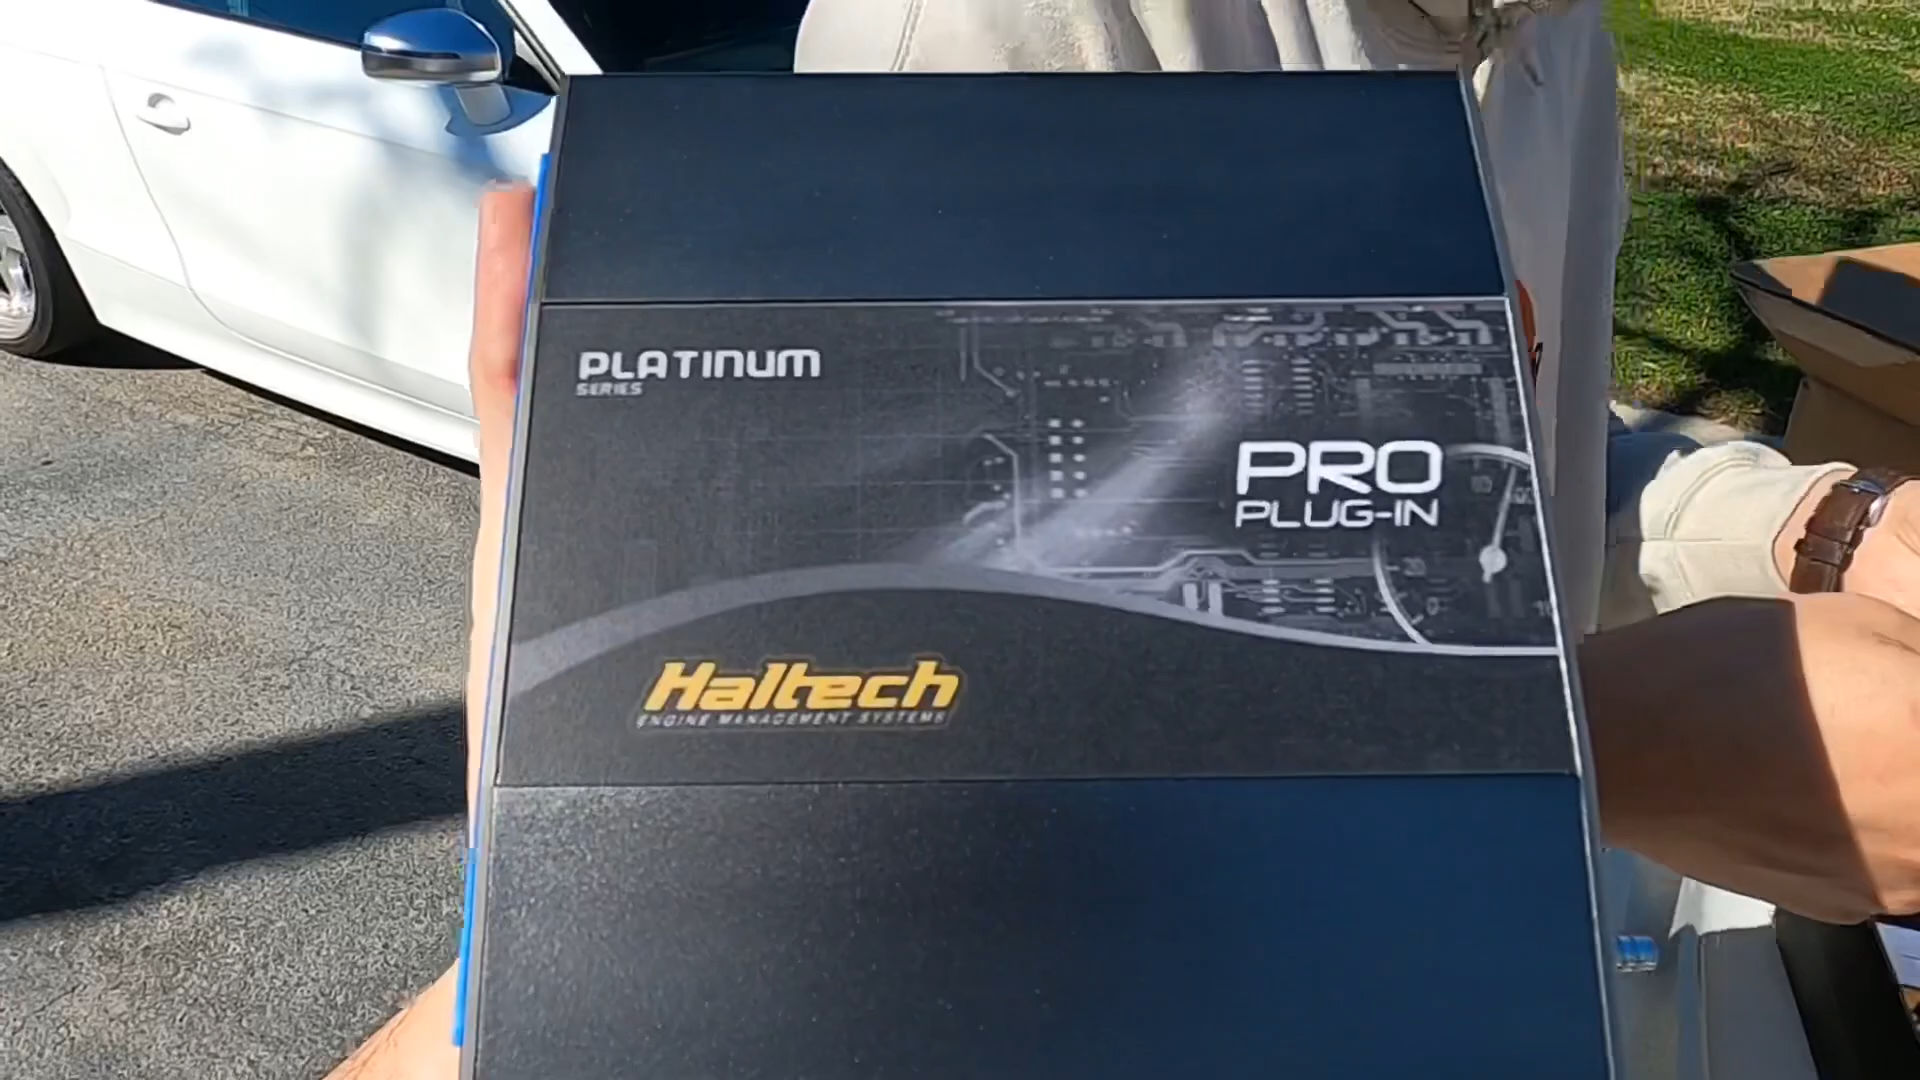 PLATINUM
SERIES
PRO
PLUG-IN
Haltech
ENGINE MANAGEMENT SYSTEMS